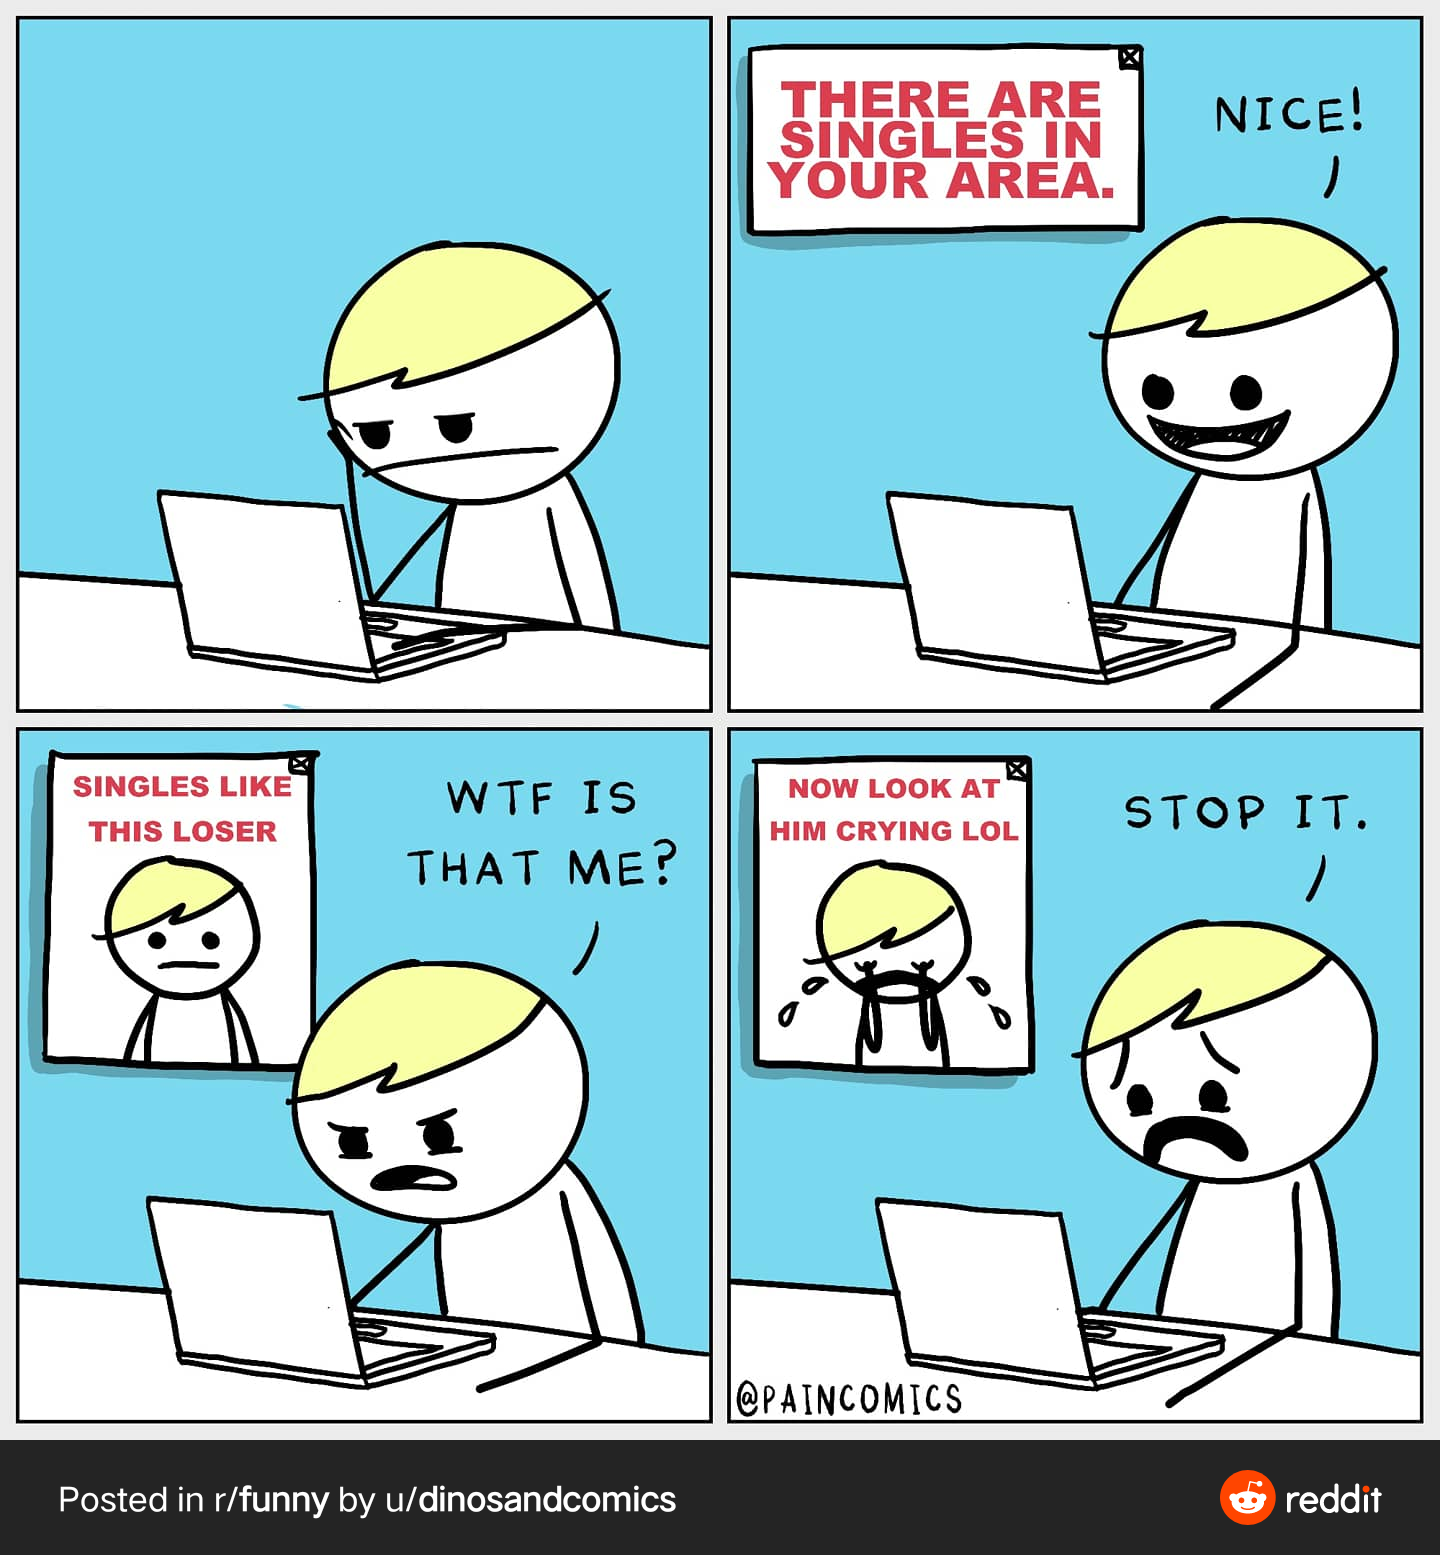 THERE ARE
SINGLES IN
YOUR AREA.
NICE!
SINGLES LIKE
THIS LOSER
WTF IS
THAT ME?
NOW LOOK AT
HIM CRYING LOL
STOP IT.
@PAINCOMICS
Posted in r/funny by u/dinosandcomics
reddit